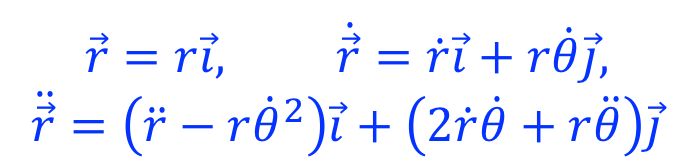 r⃗ = rı⃗, ṙ⃗ = ṙı⃗ + rθ̇ȷ⃗,
r̈⃗ = (r̈ − rθ̇²)ı⃗ + (2ṙθ̇ + rθ̈)ȷ⃗